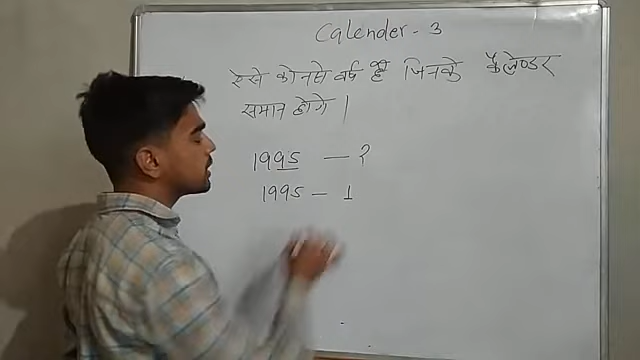 Calender - 3
ऐसे कौनसे वर्ष है जिनके कैलेण्डर
समान होगे |
1995 — ?
1995 — 1